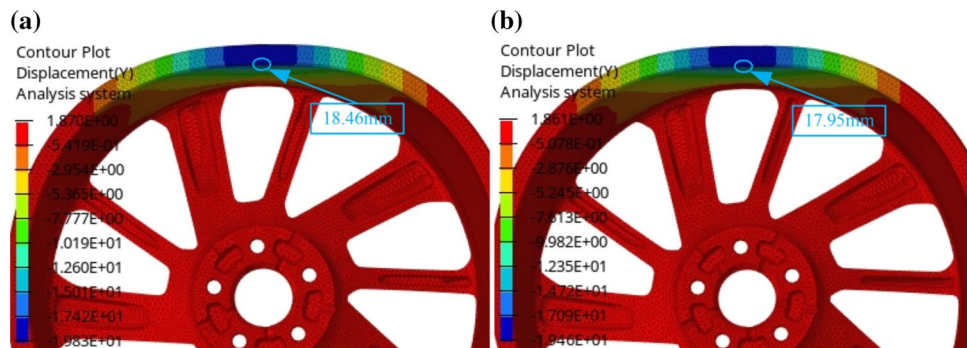 (a)
Contour Plot
Displacement(Y)
Analysis system
1.870E+00
-5.419E-01
-2.954E+00
-5.365E+00
-7.777E+00
-1.019E+01
-1.260E+01
-1.501E+01
-1.742E+01
-1.983E+01
18.46mm
(b)
Contour Plot
Displacement(Y)
Analysis system
1.861E+00
-5.078E-01
-2.876E+00
-5.245E+00
-7.813E+00
-9.982E+00
-1.235E+01
-1.472E+01
-1.709E+01
-1.946E+01
17.95mm